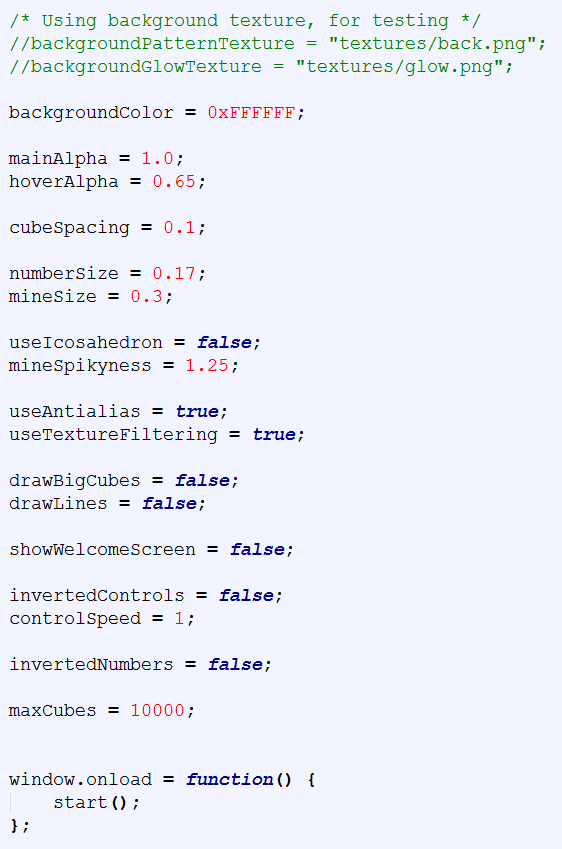 /* Using background texture, for testing */
//backgroundPatternTexture = "textures/back.png";
//backgroundGlowTexture = "textures/glow.png";
backgroundColor = 0xFFFFFF;
mainAlpha = 1.0;
hoverAlpha = 0.65;
cubeSpacing = 0.1;
numberSize = 0.17;
mineSize = 0.3;
useIcosahedron = false;
mineSpikyness = 1.25;
useAntialias = true;
useTextureFiltering = true;
drawBigCubes = false;
drawLines = false;
showWelcomeScreen = false;
invertedControls = false;
controlSpeed = 1;
invertedNumbers = false;
maxCubes = 10000;
window.onload = function() {
    start();
};